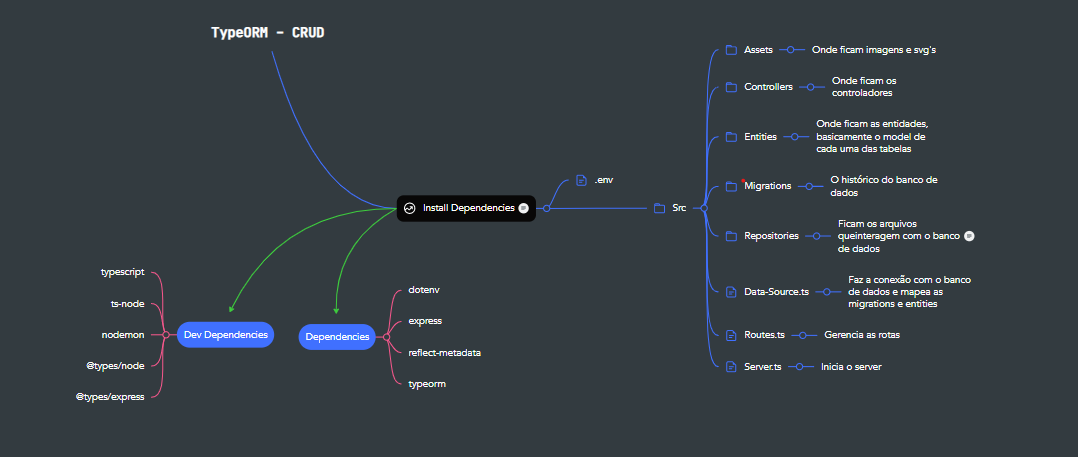 TypeORM - CRUD
Install Dependencies
.env
Src
Assets
Onde ficam imagens e svg's
Controllers
Onde ficam os
controladores
Entities
Onde ficam as entidades,
basicamente o model de
cada uma das tabelas
Migrations
O histórico do banco de
dados
Repositories
Ficam os arquivos
queinteragem com o banco
de dados
Data-Source.ts
Faz a conexão com o banco
de dados e mapea as
migrations e entities
Routes.ts
Gerencia as rotas
Server.ts
Inicia o server
Dev Dependencies
typescript
ts-node
nodemon
@types/node
@types/express
Dependencies
dotenv
express
reflect-metadata
typeorm